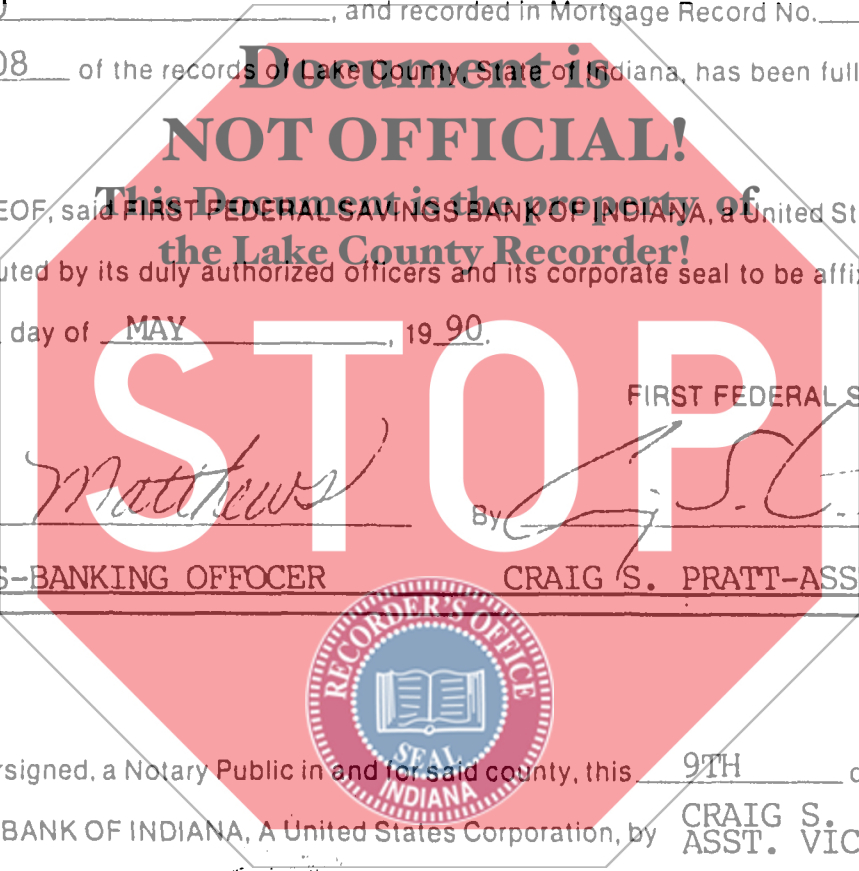 , and recorded in Mortgage Record No.
08 of the records of Lake County, State of Indiana, has been full
Document is
NOT OFFICIAL!
This Document is the property of
the Lake County Recorder!
EOF, said FIRST FEDERAL SAVINGS BANK OF INDIANA, a United St
uted by its duly authorized officers and its corporate seal to be affix
day of MAY, 19 90.
STOP
FIRST FEDERAL S
Matthews
By
S-BANKING OFFOCER CRAIG S. PRATT-ASS
RECORDER'S OFFICE
SEAL
INDIANA
rsigned, a Notary Public in and for said county, this 9TH
BANK OF INDIANA, A United States Corporation, by CRAIG S.
ASST. VIC